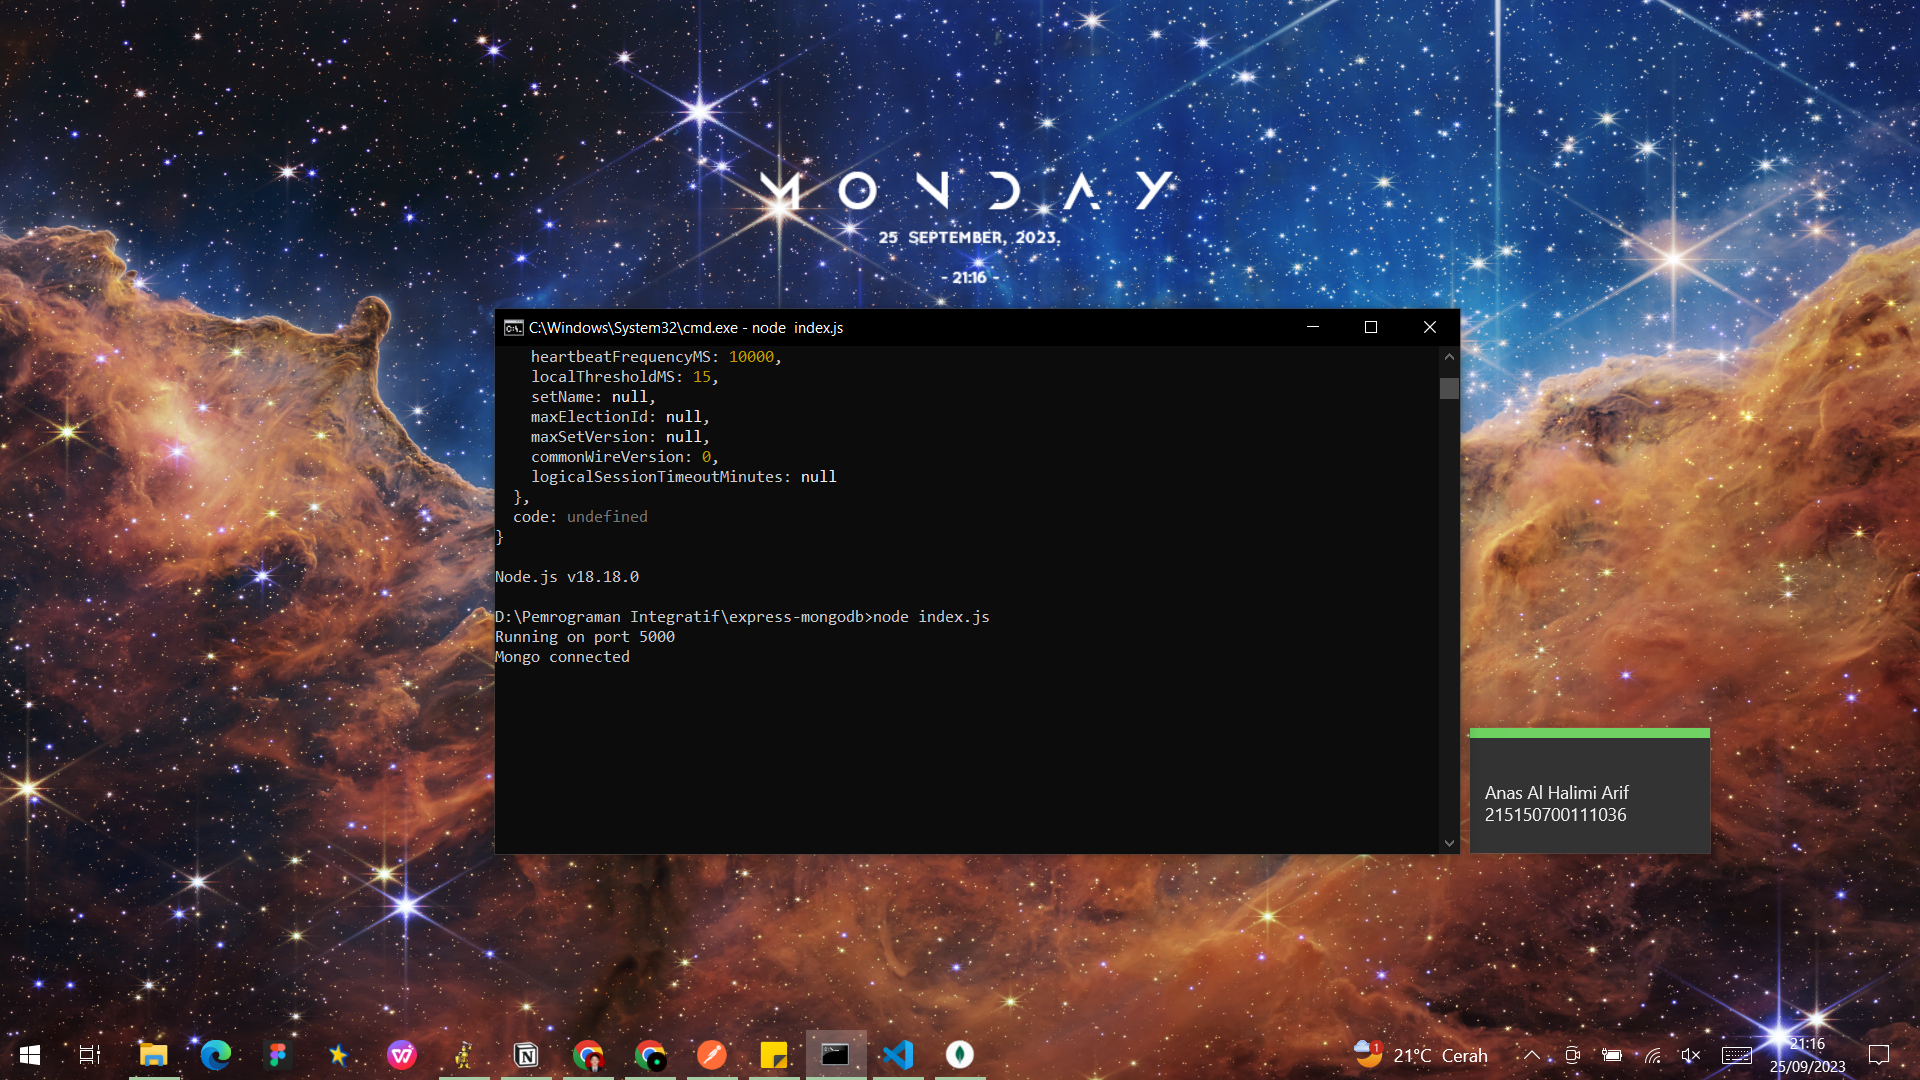 MONDAY
25 SEPTEMBER, 2023.
- 21:16 -
C:\Windows\System32\cmd.exe - node  index.js
heartbeatFrequencyMS: 10000,
localThresholdMS: 15,
setName: null,
maxElectionId: null,
maxSetVersion: null,
commonWireVersion: 0,
logicalSessionTimeoutMinutes: null
},
code: undefined
}
Node.js v18.18.0
D:\Pemrograman Integratif\express-mongodb>node index.js
Running on port 5000
Mongo connected
Anas Al Halimi Arif
215150700111036
1
21°C Cerah
21:16
25/09/2023